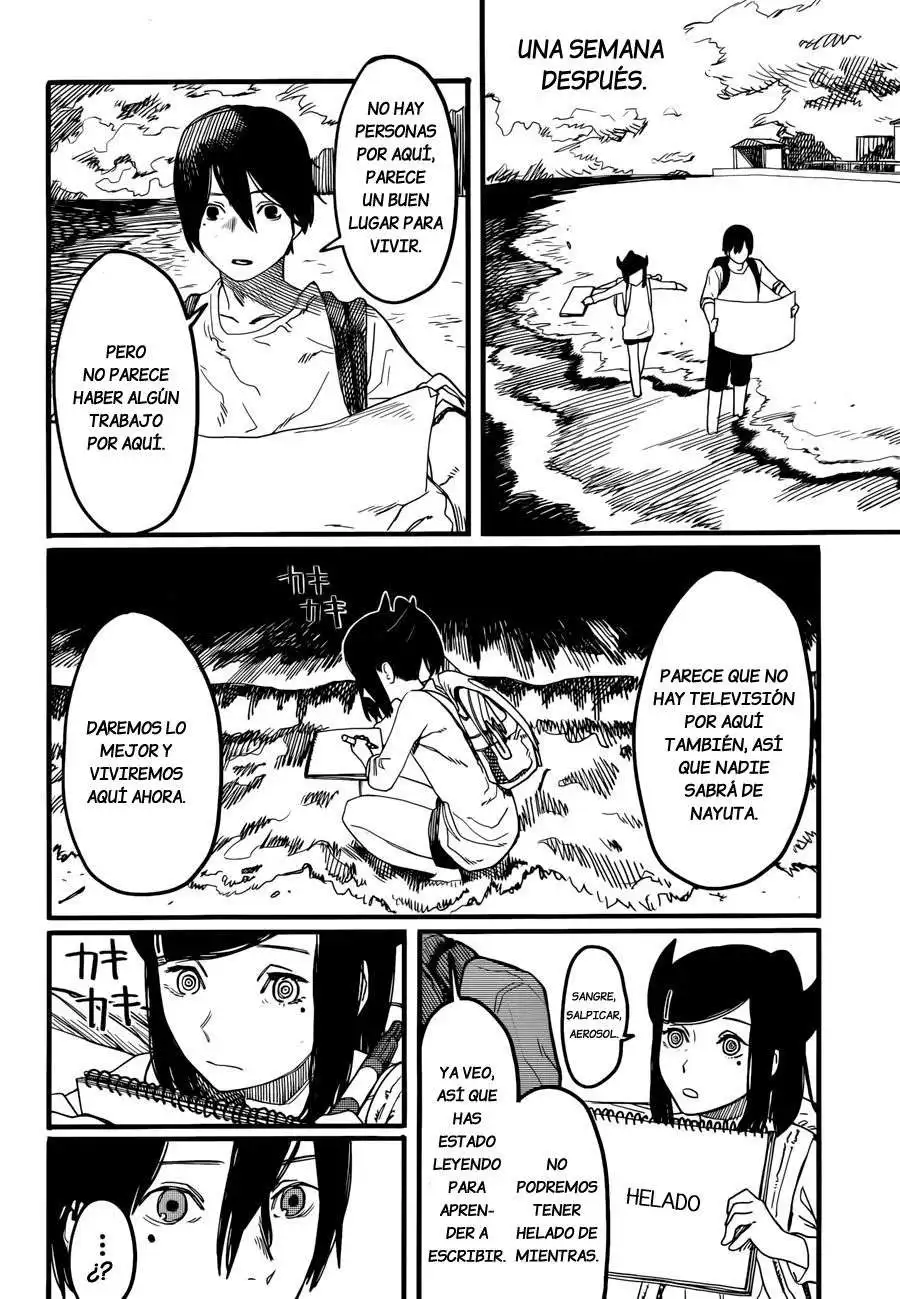 UNA SEMANA
DESPUÉS.
NO HAY
PERSONAS
POR AQUÍ,
PARECE
UN BUEN
LUGAR PARA
VIVIR.
PERO
NO PARECE
HABER ALGÚN
TRABAJO
POR AQUÍ.
PARECE QUE NO
HAY TELEVISIÓN
POR AQUÍ
TAMBIÉN, ASÍ
QUE NADIE
SABRÁ DE
NAYUTA.
カキ
カキ
DAREMOS LO
MEJOR Y
VIVIREMOS
AQUÍ AHORA.
SANGRE,
SALPICAR,
AEROSOL.
HELADO
NO
PODREMOS
TENER
HELADO DE
MIENTRAS.
YA VEO,
ASÍ QUE
HAS
ESTADO
LEYENDO
PARA
APREN-
DER A
ESCRIBIR.
カキ
カキ
...
¿?